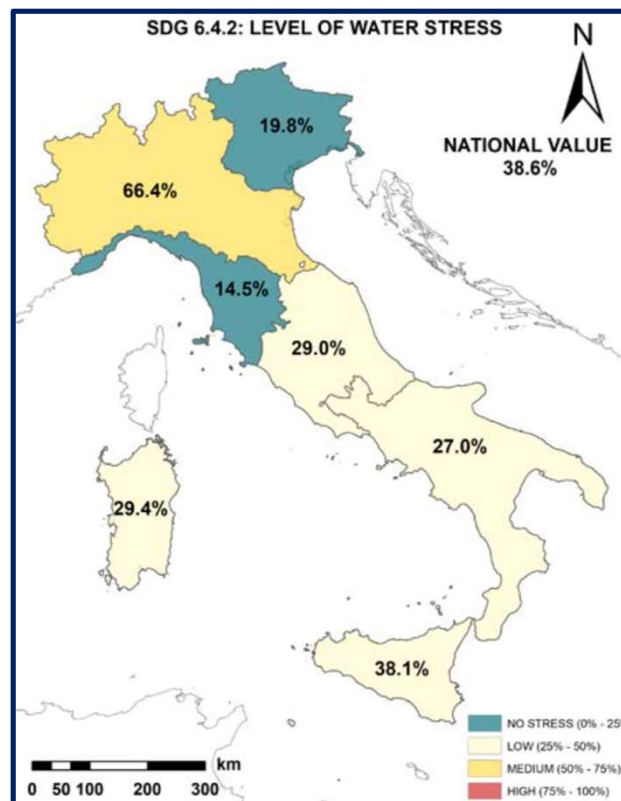 SDG 6.4.2: LEVEL OF WATER STRESS
N
19.8%
NATIONAL VALUE
38.6%
66.4%
14.5%
29.0%
27.0%
29.4%
38.1%
NO STRESS (0% - 25%
LOW (25% - 50%)
MEDIUM (50% - 75%)
HIGH (75% - 100%)
km
0 50 100 200 300